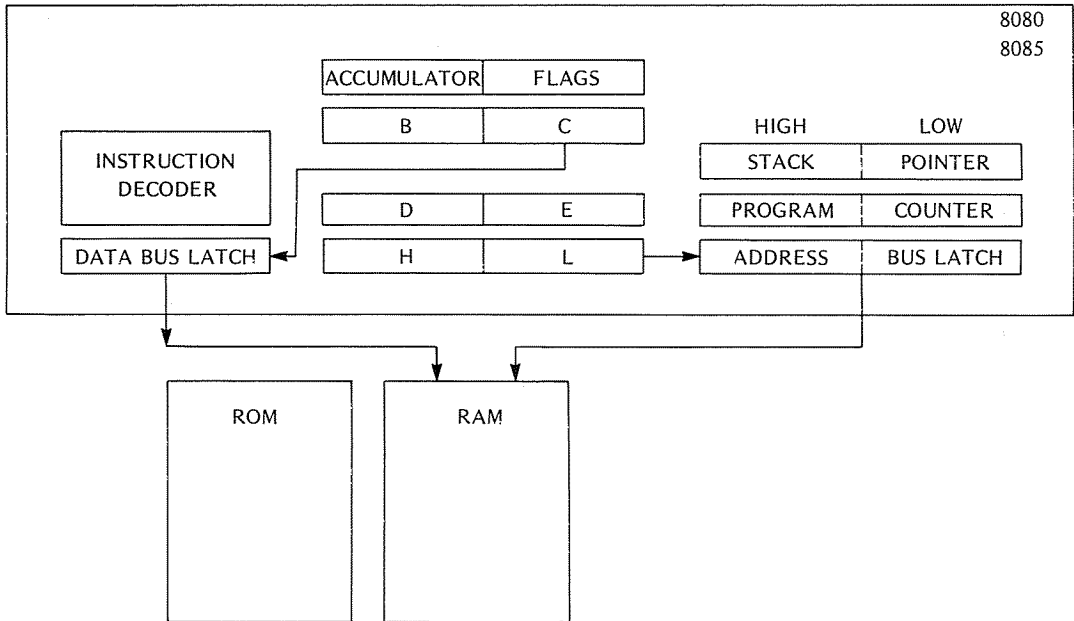 8080
8085
ACCUMULATOR FLAGS
B C
HIGH LOW
INSTRUCTION
DECODER
STACK POINTER
D E
PROGRAM COUNTER
DATA BUS LATCH
H L
ADDRESS BUS LATCH
ROM
RAM